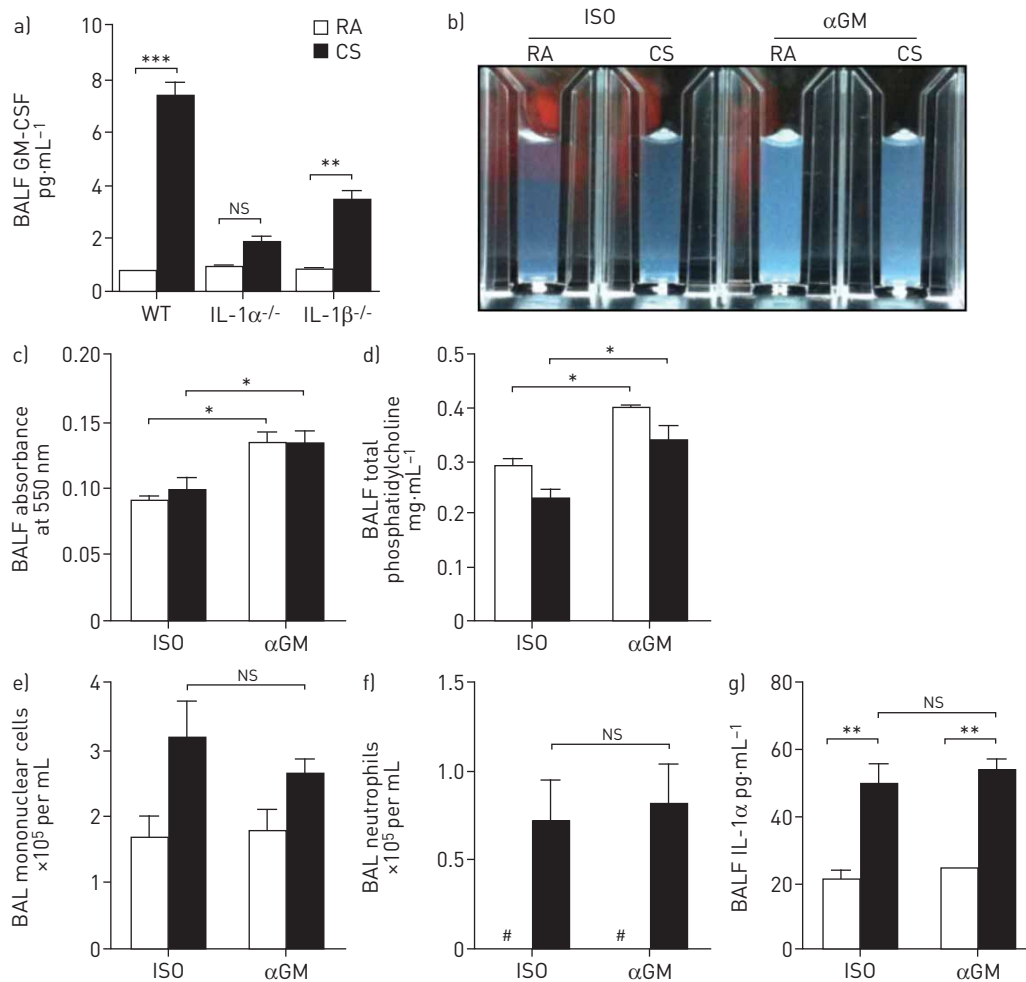 a)
10
8
6
4
2
0
BALF GM-CSF
pg·mL⁻¹
RA
CS
***
NS
**
WT
IL-1α-/-
IL-1β-/-
b)
ISO
αGM
RA
CS
RA
CS
c)
0.20
0.15
0.10
0.05
0
BALF absorbance
at 550 nm
*
*
ISO
αGM
d)
0.5
0.4
0.3
0.2
0.1
0
BALF total
phosphatidylcholine
mg·mL⁻¹
*
*
ISO
αGM
e)
4
3
2
1
0
BAL mononuclear cells
×10⁵ per mL
NS
ISO
αGM
f)
1.5
1.0
0.5
0
BAL neutrophils
×10⁵ per mL
NS
#
#
ISO
αGM
g)
80
60
40
20
0
BALF IL-1α pg·mL⁻¹
NS
**
**
ISO
αGM